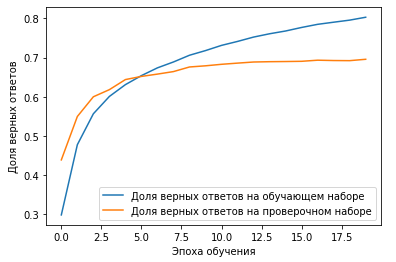 0.8
0.7
0.6
0.5
0.4
0.3
Доля верных ответов
Доля верных ответов на обучающем наборе
Доля верных ответов на проверочном наборе
0.0 2.5 5.0 7.5 10.0 12.5 15.0 17.5
Эпоха обучения